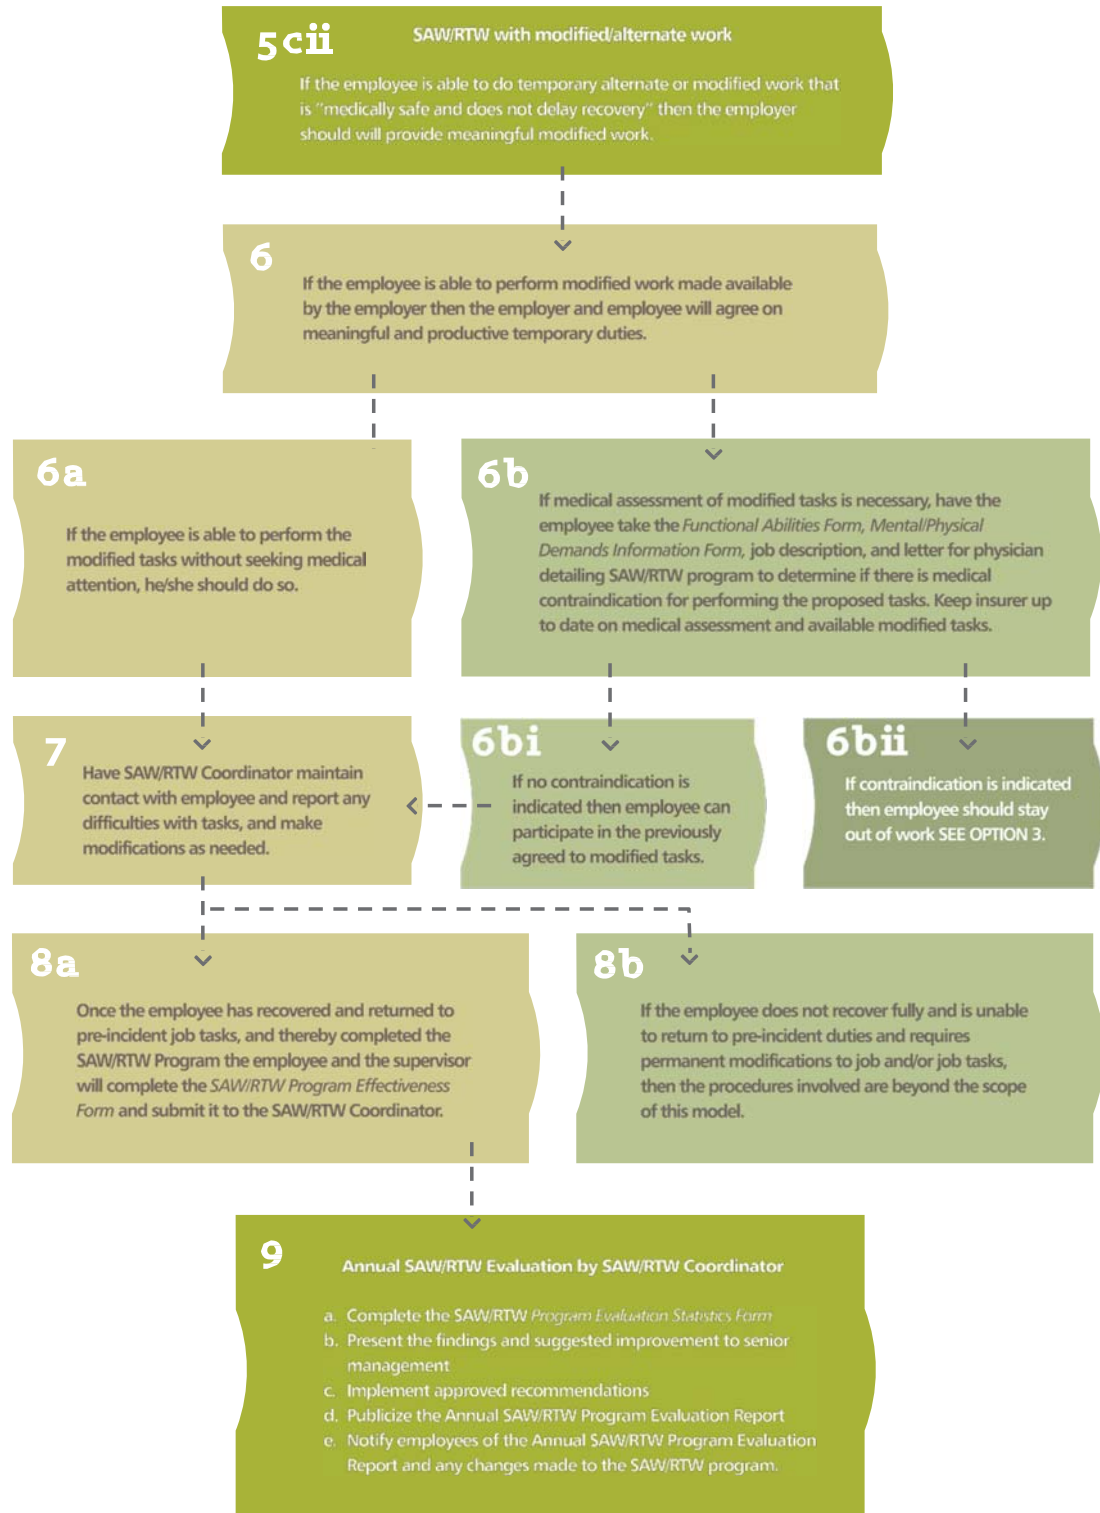 5cii
SAW/RTW with modified/alternate work
If the employee is able to do temporary alternate or modified work that
is "medically safe and does not delay recovery" then the employer
should will provide meaningful modified work.
6
If the employee is able to perform modified work made available
by the employer then the employer and employee will agree on
meaningful and productive temporary duties.
6a
If the employee is able to perform the
modified tasks without seeking medical
attention, he/she should do so.
6b
If medical assessment of modified tasks is necessary, have the
employee take the Functional Abilities Form, Mental/Physical
Demands Information Form, job description, and letter for physician
detailing SAW/RTW program to determine if there is medical
contraindication for performing the proposed tasks. Keep insurer up
to date on medical assessment and available modified tasks.
7
Have SAW/RTW Coordinator maintain
contact with employee and report any
difficulties with tasks, and make
modifications as needed.
6bi
If no contraindication is
indicated then employee can
participate in the previously
agreed to modified tasks.
6bii
If contraindication is indicated
then employee should stay
out of work SEE OPTION 3.
8a
Once the employee has recovered and returned to
pre-incident job tasks, and thereby completed the
SAW/RTW Program the employee and the supervisor
will complete the SAW/RTW Program Effectiveness
Form and submit it to the SAW/RTW Coordinator.
8b
If the employee does not recover fully and is unable
to return to pre-incident duties and requires
permanent modifications to job and/or job tasks,
then the procedures involved are beyond the scope
of this model.
9
Annual SAW/RTW Evaluation by SAW/RTW Coordinator
a. Complete the SAW/RTW Program Evaluation Statistics Form
b. Present the findings and suggested improvement to senior
management
c. Implement approved recommendations
d. Publicize the Annual SAW/RTW Program Evaluation Report
e. Notify employees of the Annual SAW/RTW Program Evaluation
Report and any changes made to the SAW/RTW program.